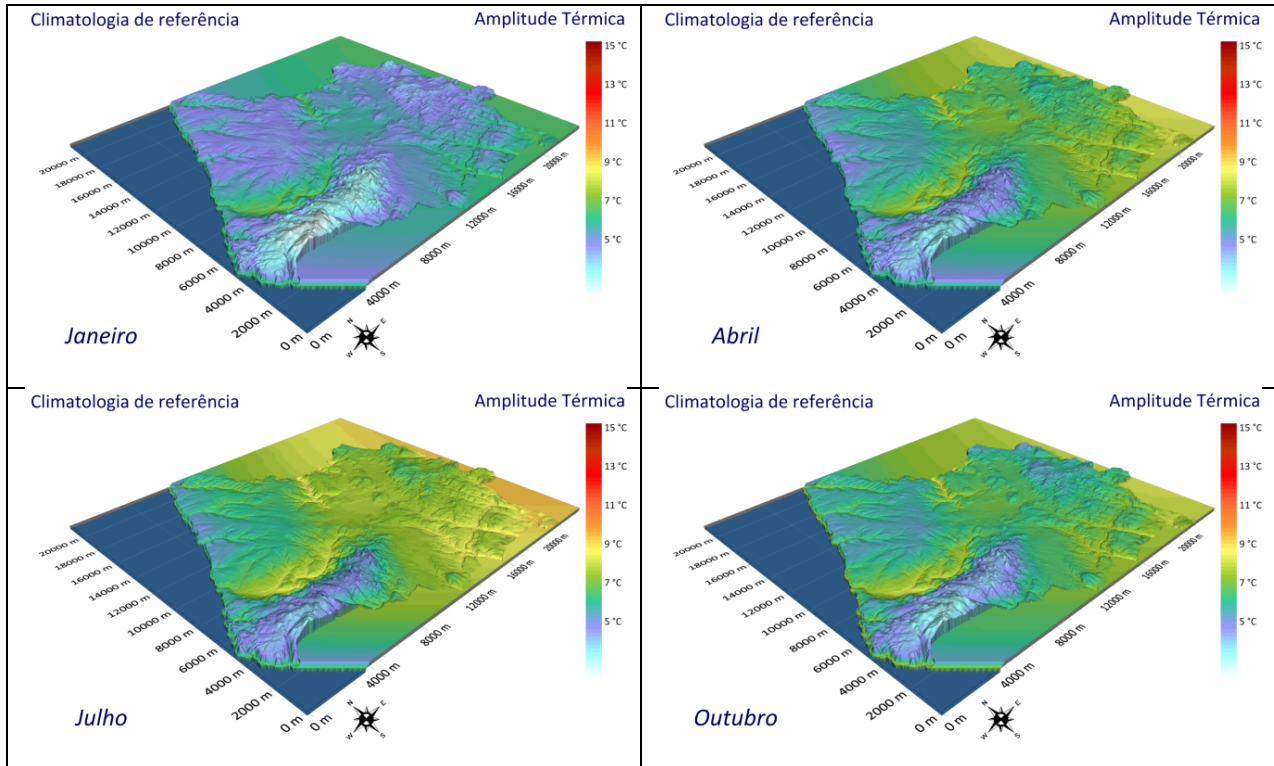 Climatologia de referência
Amplitude Térmica
15 °C
13 °C
11 °C
9 °C
7 °C
5 °C
20000 m
18000 m
16000 m
14000 m
12000 m
10000 m
8000 m
6000 m
4000 m
2000 m
0 m
0 m
4000 m
8000 m
12000 m
16000 m
20000 m
N
E
S
W
Janeiro
Climatologia de referência
Amplitude Térmica
15 °C
13 °C
11 °C
9 °C
7 °C
5 °C
20000 m
18000 m
16000 m
14000 m
12000 m
10000 m
8000 m
6000 m
4000 m
2000 m
0 m
0 m
4000 m
8000 m
12000 m
16000 m
20000 m
N
E
S
W
Abril
Climatologia de referência
Amplitude Térmica
15 °C
13 °C
11 °C
9 °C
7 °C
5 °C
20000 m
18000 m
16000 m
14000 m
12000 m
10000 m
8000 m
6000 m
4000 m
2000 m
0 m
0 m
4000 m
8000 m
12000 m
16000 m
20000 m
N
E
S
W
Julho
Climatologia de referência
Amplitude Térmica
15 °C
13 °C
11 °C
9 °C
7 °C
5 °C
20000 m
18000 m
16000 m
14000 m
12000 m
10000 m
8000 m
6000 m
4000 m
2000 m
0 m
0 m
4000 m
8000 m
12000 m
16000 m
20000 m
N
E
S
W
Outubro